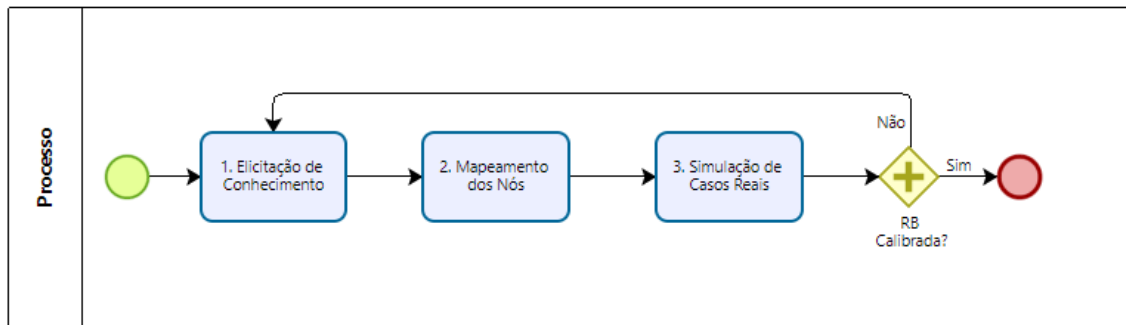 Processo
1. Elicitação de
Conhecimento
2. Mapeamento
dos Nós
3. Simulação de
Casos Reais
Não
Sim
RB
Calibrada?